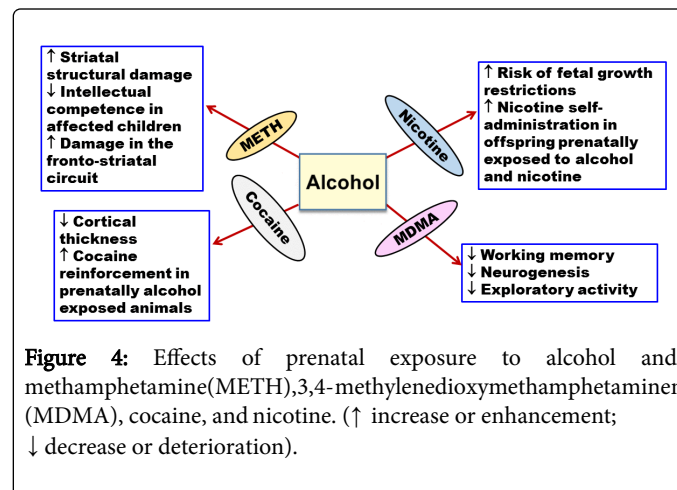 ↑ Striatal
structural damage
↓ Intellectual
competence in
affected children
↑ Damage in the
fronto-striatal
circuit
↑ Risk of fetal growth
restrictions
↑ Nicotine self-
administration in
offspring prenatally
exposed to alcohol
and nicotine
METH
Nicotine
Alcohol
Cocaine
MDMA
↓ Cortical
thickness
↑ Cocaine
reinforcement in
prenatally alcohol
exposed animals
↓ Working memory
↓ Neurogenesis
↓ Exploratory activity
Figure 4: Effects of prenatal exposure to alcohol and
methamphetamine(METH),3,4-methylenedioxymethamphetaminer
(MDMA), cocaine, and nicotine. (↑ increase or enhancement;
↓ decrease or deterioration).